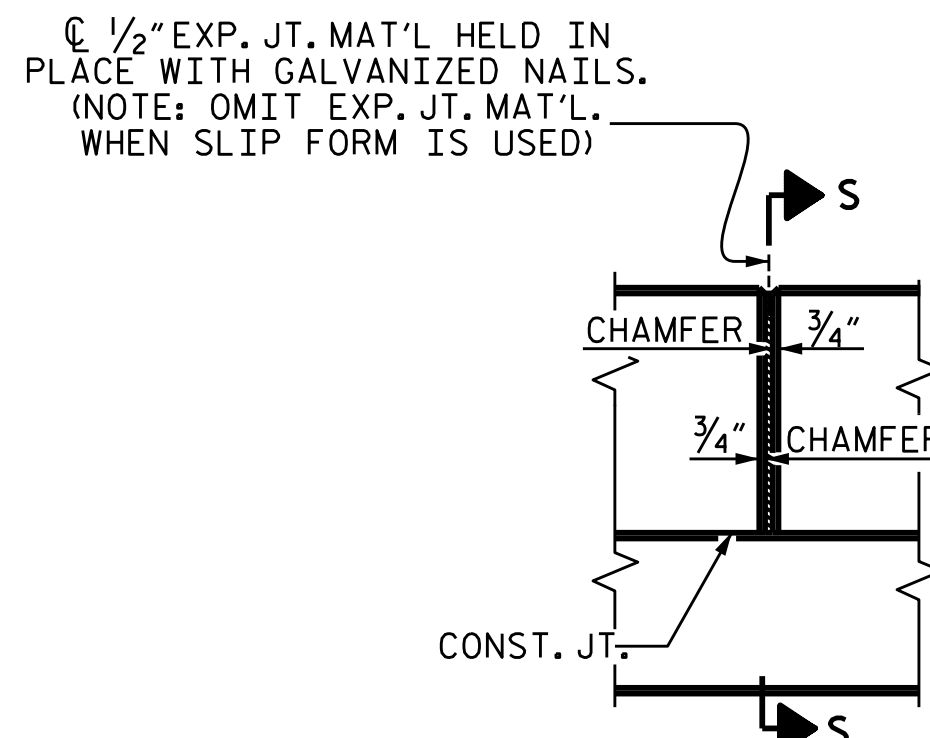 ℄ 1/2" EXP. JT. MAT'L HELD IN
PLACE WITH GALVANIZED NAILS.
(NOTE: OMIT EXP. JT. MAT'L.
WHEN SLIP FORM IS USED)
S
CHAMFER 3/4"
3/4" CHAMFER
CONST. JT.
S